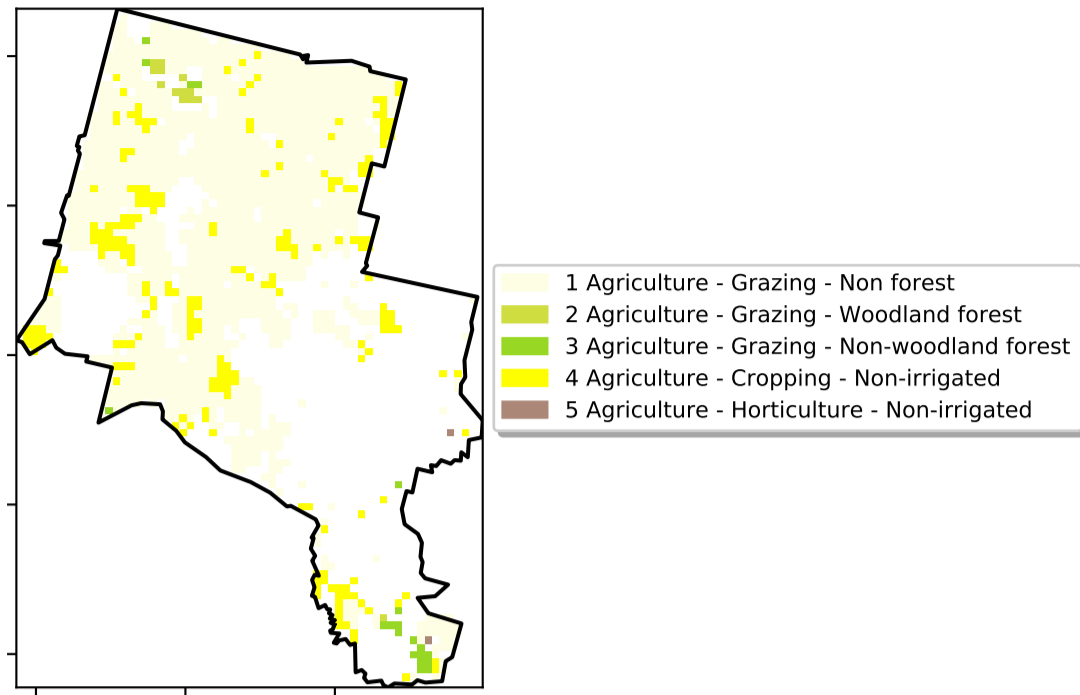 1 Agriculture - Grazing - Non forest
2 Agriculture - Grazing - Woodland forest
3 Agriculture - Grazing - Non-woodland forest
4 Agriculture - Cropping - Non-irrigated
5 Agriculture - Horticulture - Non-irrigated